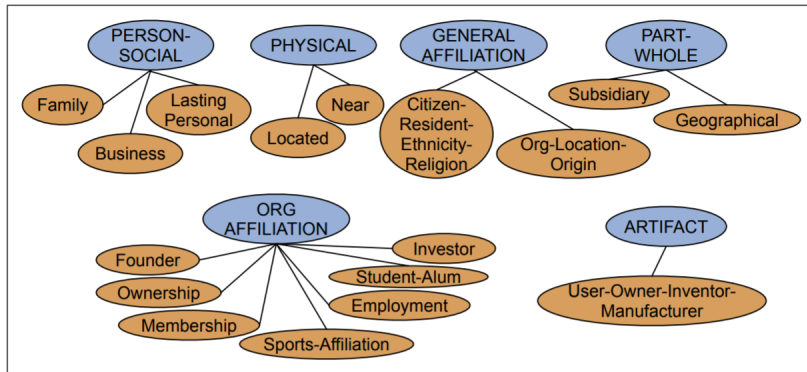 PERSON-
SOCIAL
PHYSICAL
GENERAL
AFFILIATION
PART-
WHOLE
Family
Lasting
Personal
Business
Near
Located
Citizen-
Resident-
Ethnicity-
Religion
Org-Location-
Origin
Subsidiary
Geographical
ORG
AFFILIATION
ARTIFACT
Founder
Ownership
Membership
Sports-Affiliation
Employment
Student-Alum
Investor
User-Owner-Inventor-
Manufacturer